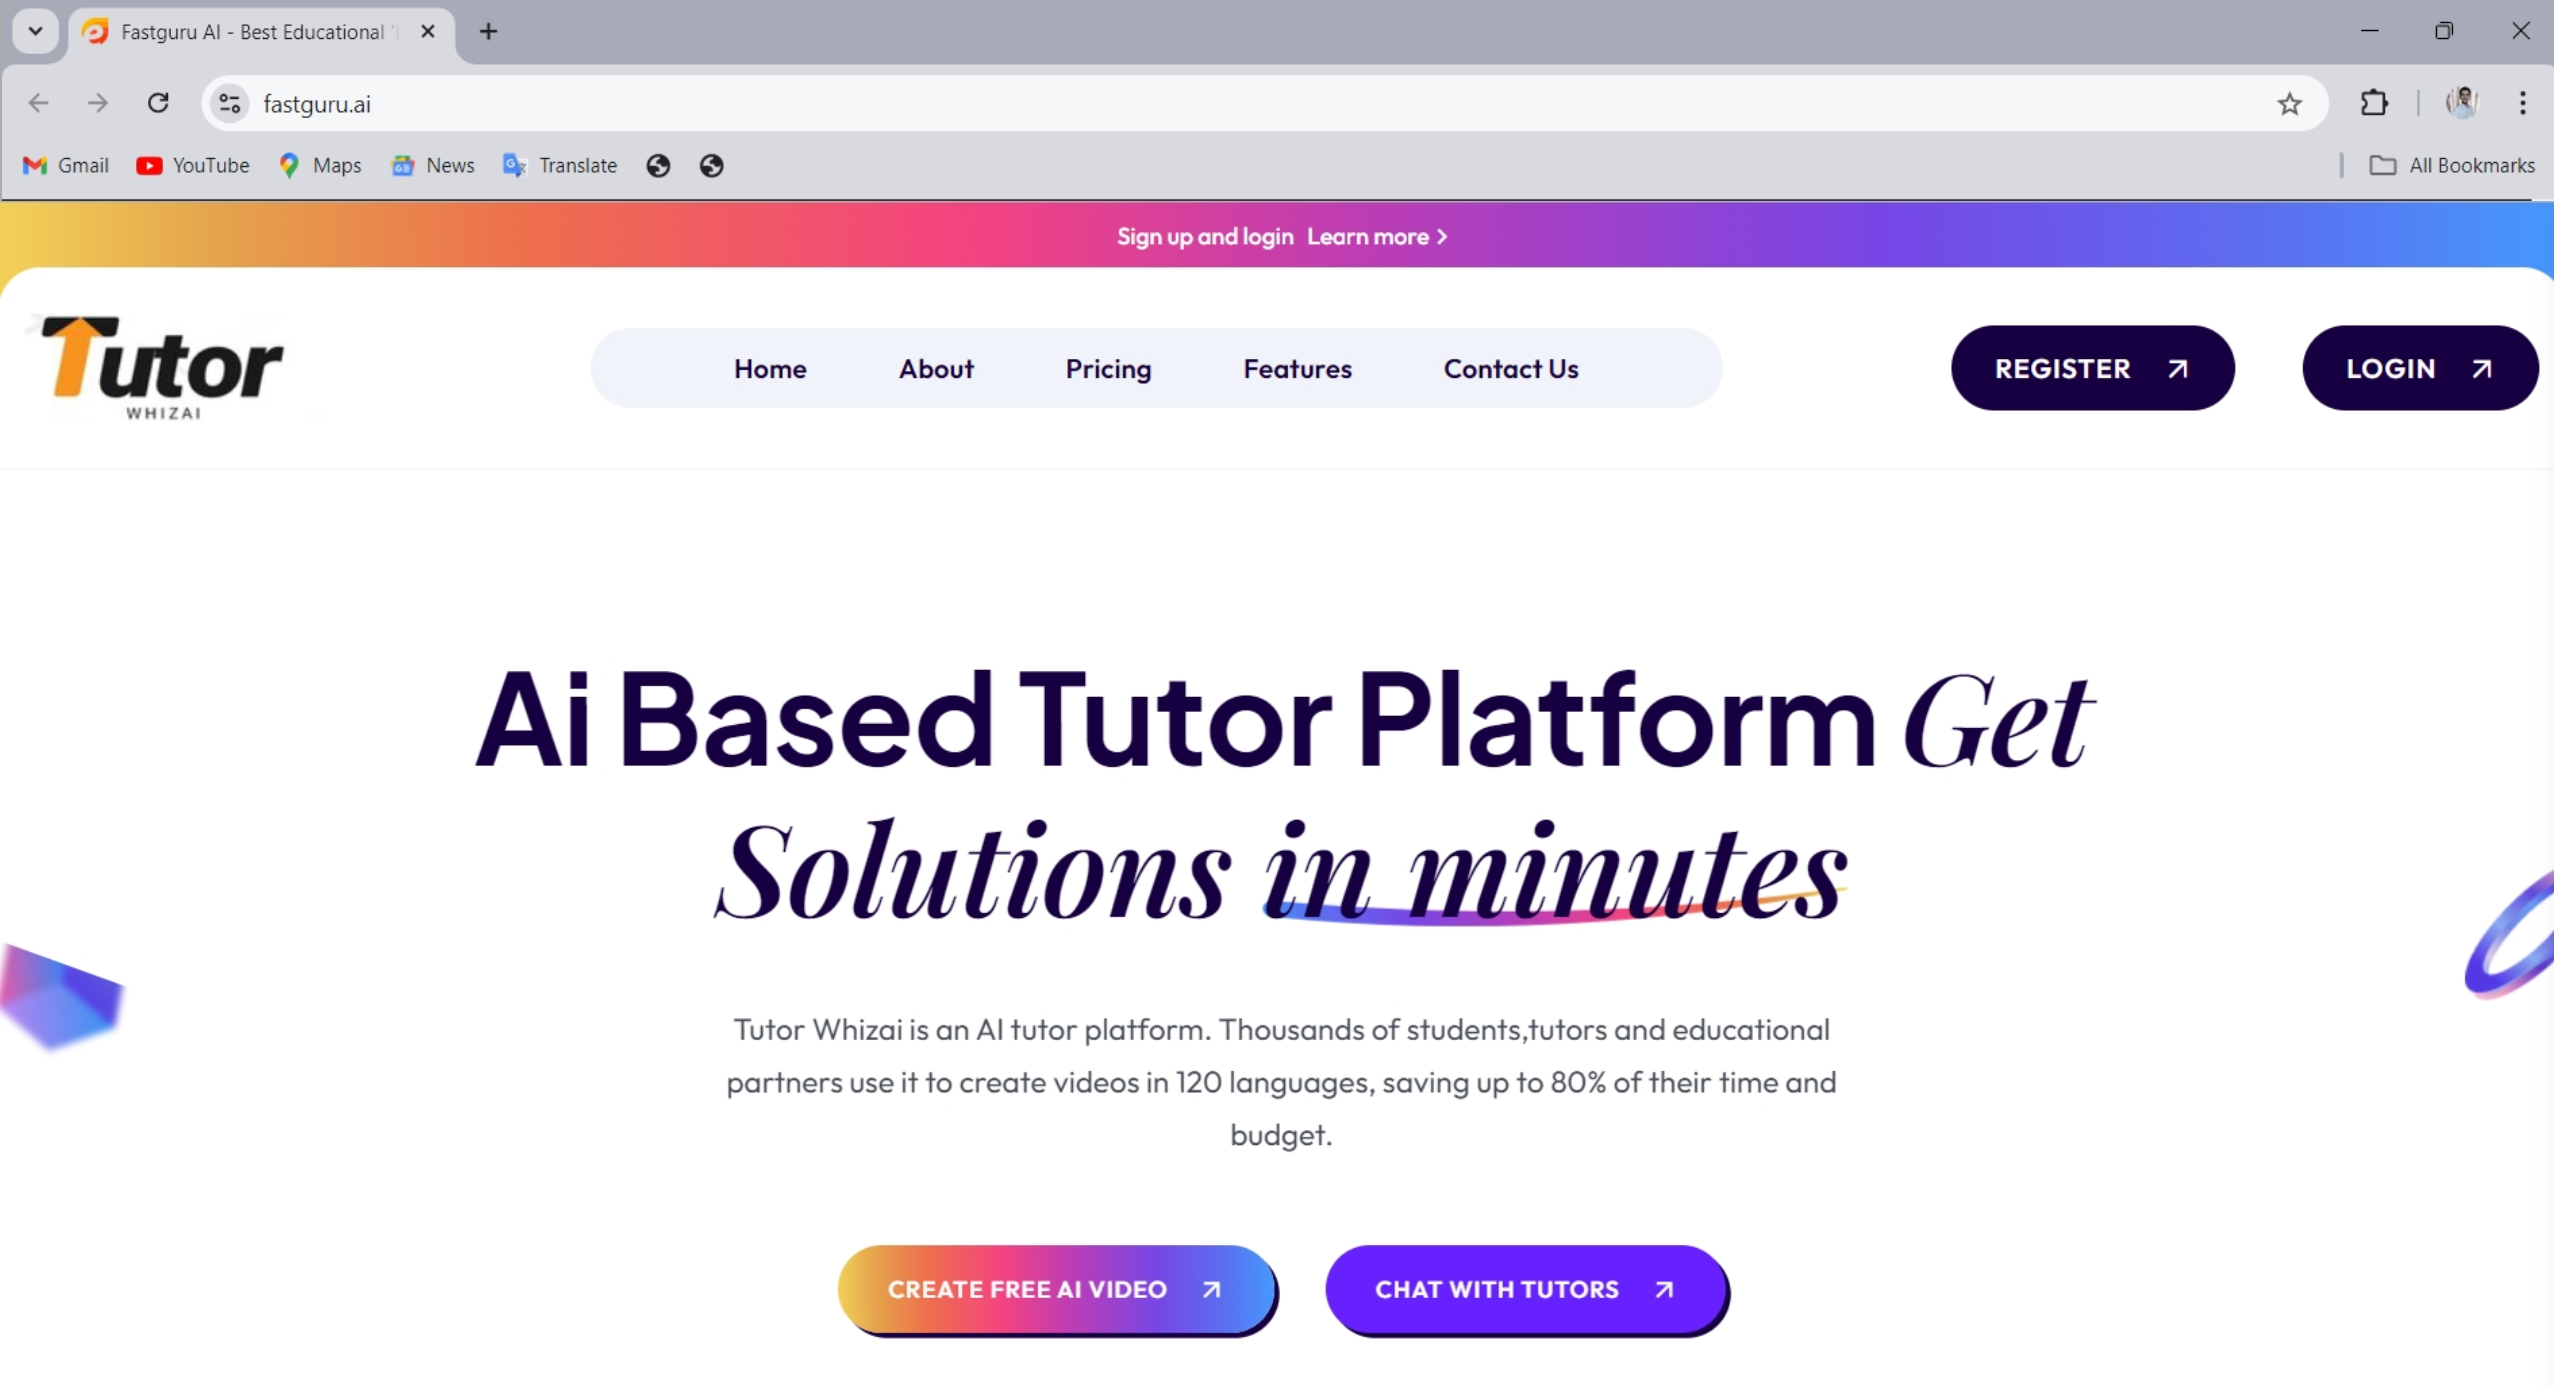 Fastguru AI - Best Educational
fastguru.ai
Gmail YouTube Maps News Translate All Bookmarks
Sign up and login Learn more
Tutor
WHIZAI
Home About Pricing Features Contact Us
REGISTER LOGIN
Ai Based Tutor Platform Get
Solutions in minutes
Tutor Whizai is an AI tutor platform. Thousands of students,tutors and educational
partners use it to create videos in 120 languages, saving up to 80% of their time and
budget.
CREATE FREE AI VIDEO CHAT WITH TUTORS